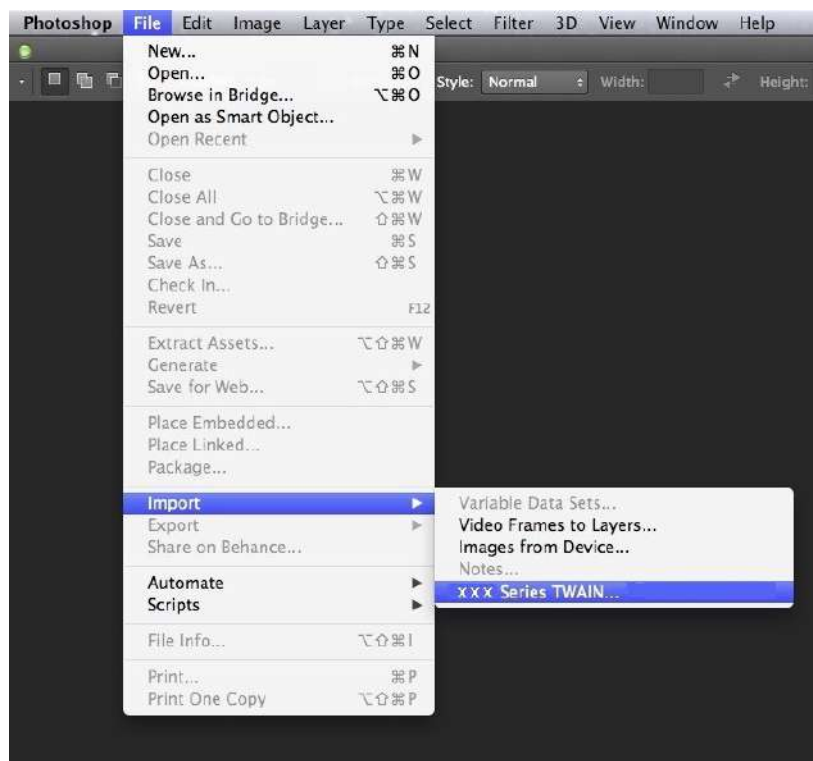 Photoshop File Edit Image Layer Type Select Filter 3D View Window Help
Style: Normal Width: Height:
New... ⌘N
Open... ⌘O
Browse in Bridge... ⌥⌘O
Open as Smart Object...
Open Recent ▶
Close ⌘W
Close All ⌥⌘W
Close and Go to Bridge... ⇧⌘W
Save ⌘S
Save As... ⇧⌘S
Check In...
Revert F12
Extract Assets... ⌥⇧⌘W
Generate ▶
Save for Web... ⌥⇧⌘S
Place Embedded...
Place Linked...
Package...
Import ▶
Export ▶
Share on Behance...
Automate ▶
Scripts ▶
File Info... ⌥⇧⌘I
Print... ⌘P
Print One Copy ⌥⇧⌘P
Variable Data Sets...
Video Frames to Layers...
Images from Device...
Notes...
XXX Series TWAIN...